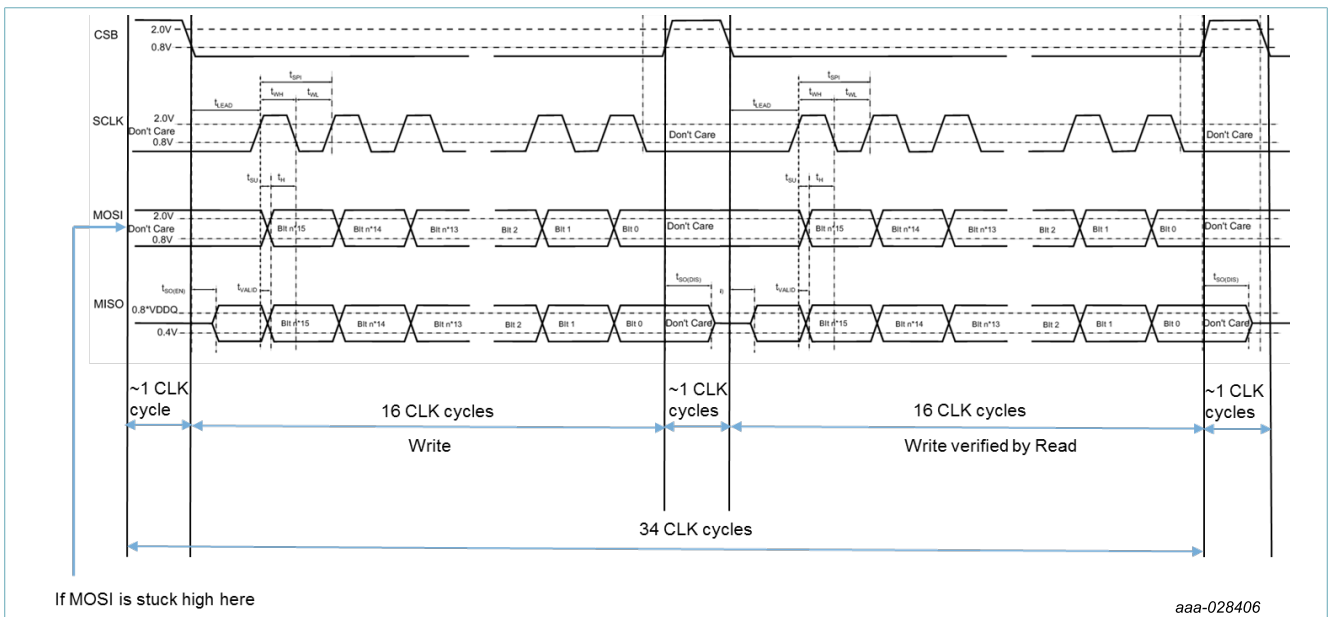 CSB
2.0V
0.8V
tSPI
tWH
tWL
tLEAD
tSPI
tWH
tWL
tLEAD
SCLK
2.0V
Don't Care
0.8V
Don't Care
Don't Care
tSU
tH
tSU
tH
MOSI
2.0V
Don't Care
0.8V
Bit n*15
Bit n*14
Bit n*13
Bit 2
Bit 1
Bit 0
Don't Care
Bit n*15
Bit n*14
Bit n*13
Bit 2
Bit 1
Bit 0
Don't Care
tSO(EN)
tVALID
tSO(DIS)
tVALID
tSO(DIS)
MISO
0.8*VDDQ
0.4V
Bit n*15
Bit n*14
Bit n*13
Bit 2
Bit 1
Bit 0
Don't Care
Bit n*15
Bit n*14
Bit n*13
Bit 2
Bit 1
Bit 0
Don't Care
~1 CLK
cycle
16 CLK cycles
Write
~1 CLK
cycles
16 CLK cycles
Write verified by Read
~1 CLK
cycles
34 CLK cycles
If MOSI is stuck high here
aaa-028406